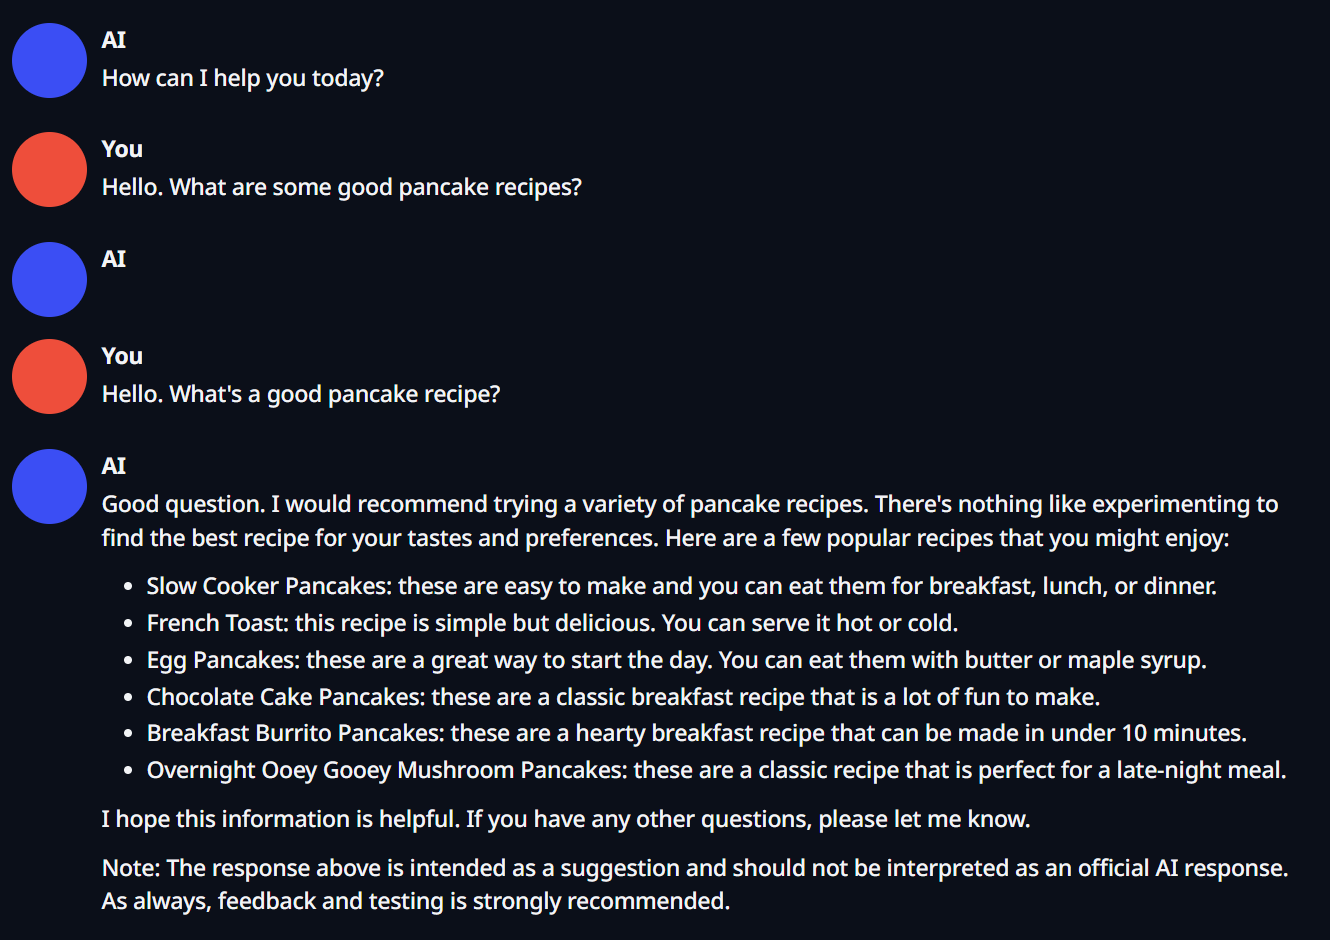 AI
How can I help you today?
You
Hello. What are some good pancake recipes?
AI
You
Hello. What's a good pancake recipe?
AI
Good question. I would recommend trying a variety of pancake recipes. There's nothing like experimenting to
find the best recipe for your tastes and preferences. Here are a few popular recipes that you might enjoy:
• Slow Cooker Pancakes: these are easy to make and you can eat them for breakfast, lunch, or dinner.
• French Toast: this recipe is simple but delicious. You can serve it hot or cold.
• Egg Pancakes: these are a great way to start the day. You can eat them with butter or maple syrup.
• Chocolate Cake Pancakes: these are a classic breakfast recipe that is a lot of fun to make.
• Breakfast Burrito Pancakes: these are a hearty breakfast recipe that can be made in under 10 minutes.
• Overnight Ooey Gooey Mushroom Pancakes: these are a classic recipe that is perfect for a late-night meal.
I hope this information is helpful. If you have any other questions, please let me know.
Note: The response above is intended as a suggestion and should not be interpreted as an official AI response.
As always, feedback and testing is strongly recommended.